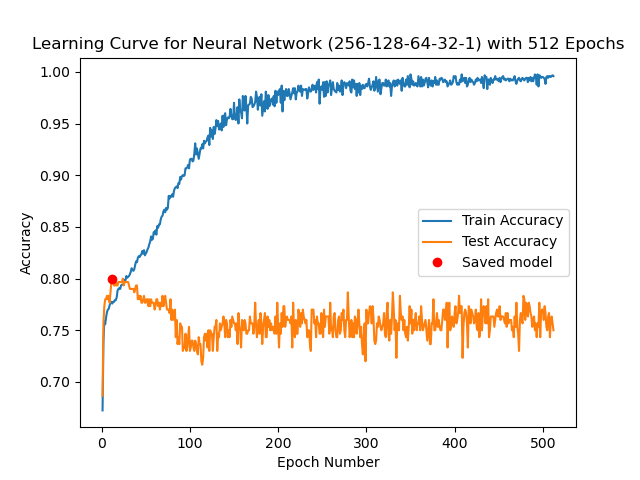 Learning Curve for Neural Network (256-128-64-32-1) with 512 Epochs
1.00
0.95
0.90
0.85
0.80
0.75
0.70
Accuracy
Train Accuracy
Test Accuracy
Saved model
0 100 200 300 400 500
Epoch Number